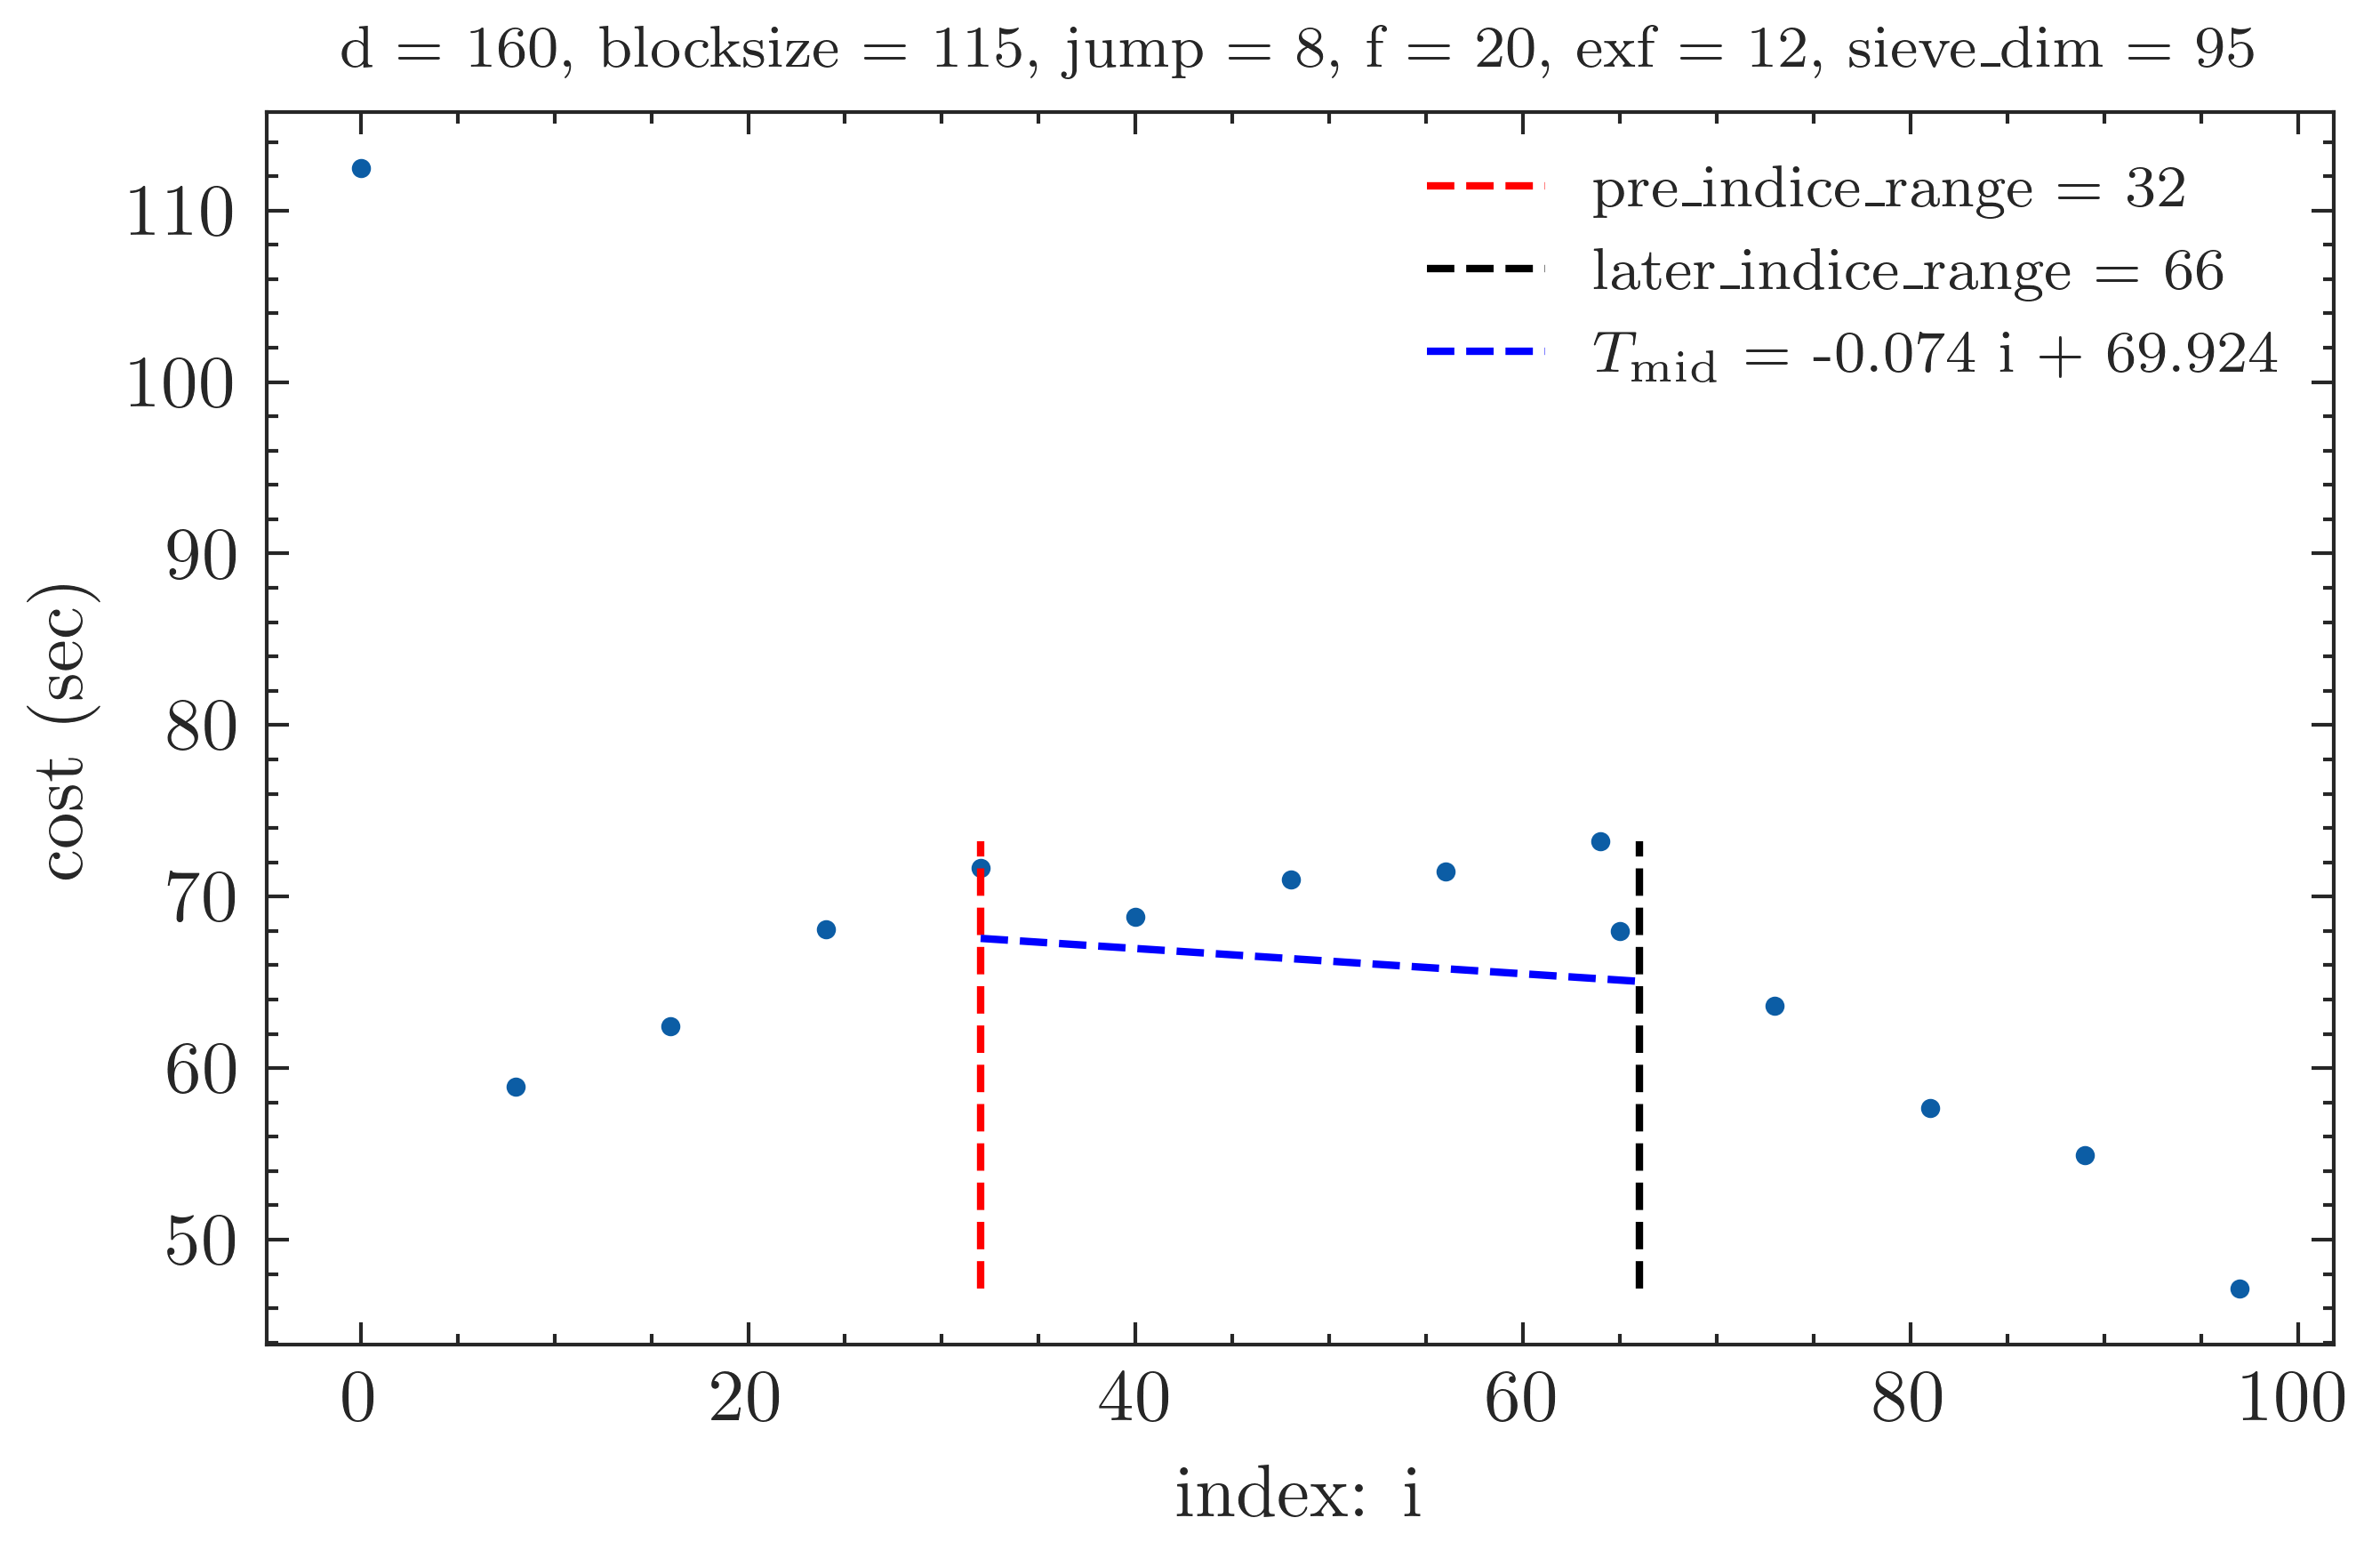 d = 160, blocksize = 115, jump = 8, f = 20, exf = 12, sieve_dim = 95
pre_indice_range = 32
later_indice_range = 66
T_mid = -0.074 i + 69.924
cost (sec)
110
100
90
80
70
60
50
0 20 40 60 80 100
index: i